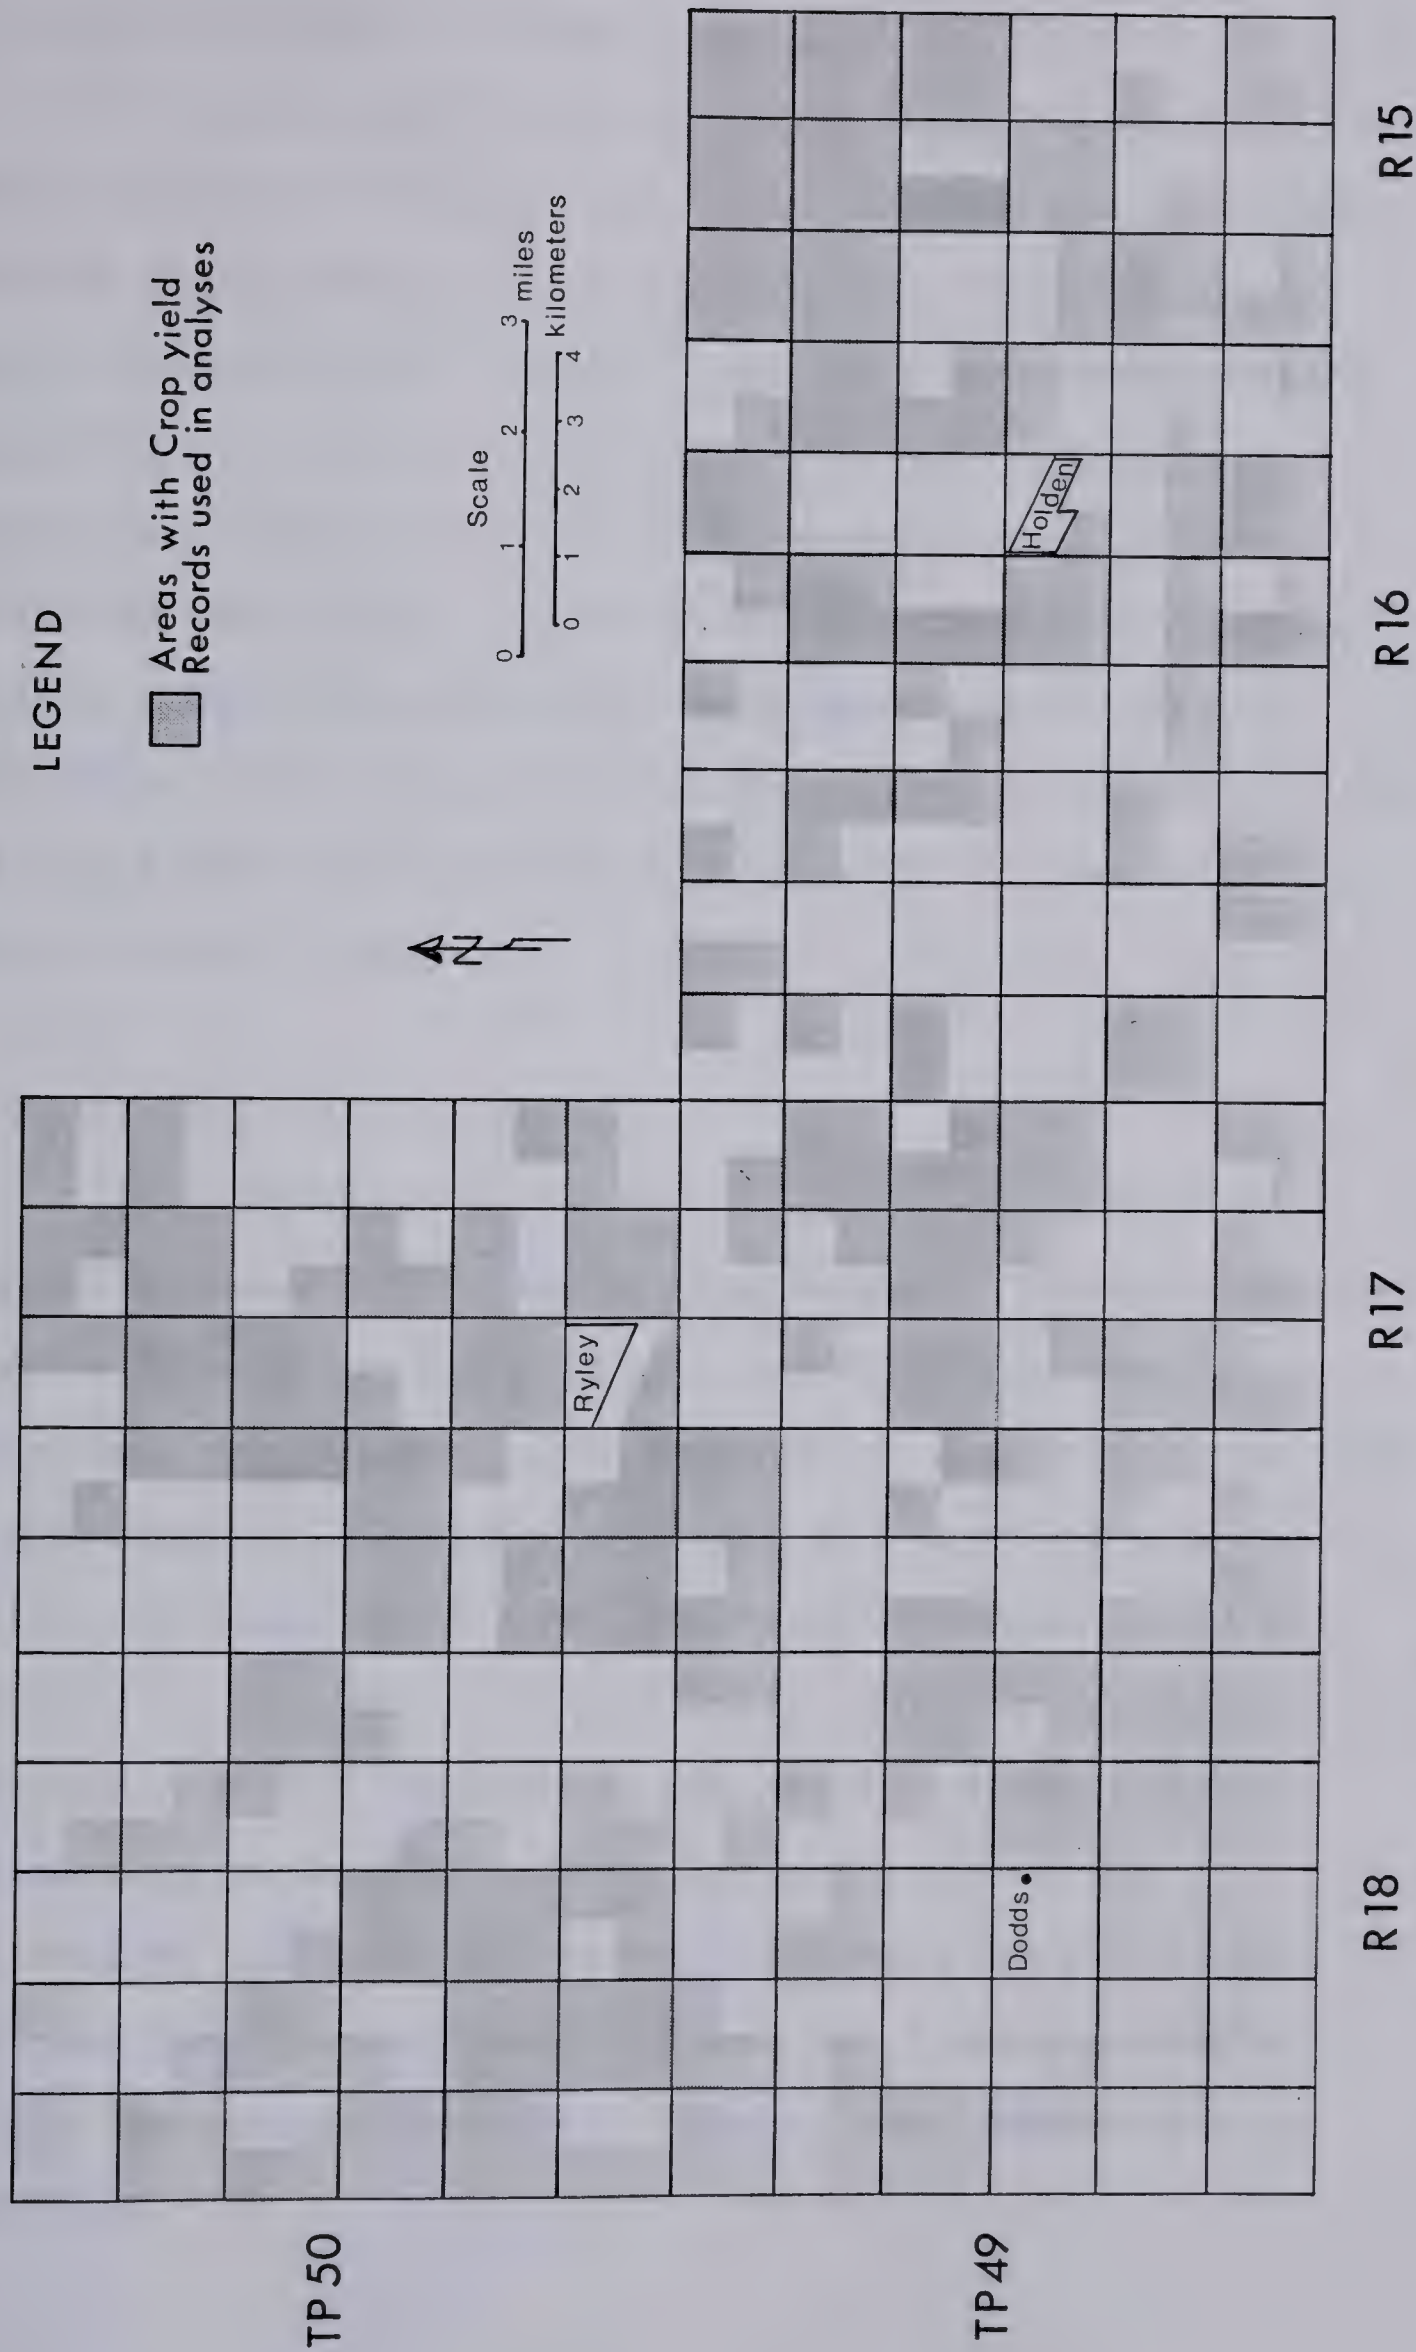 LEGEND
Areas with Crop yield
Records used in analyses
Scale
0 1 2 3 miles
0 1 2 3 4 kilometers
N
TP 50
Ryley
Holden
TP 49
Dodds
R 18
R 17
R 16
R 15